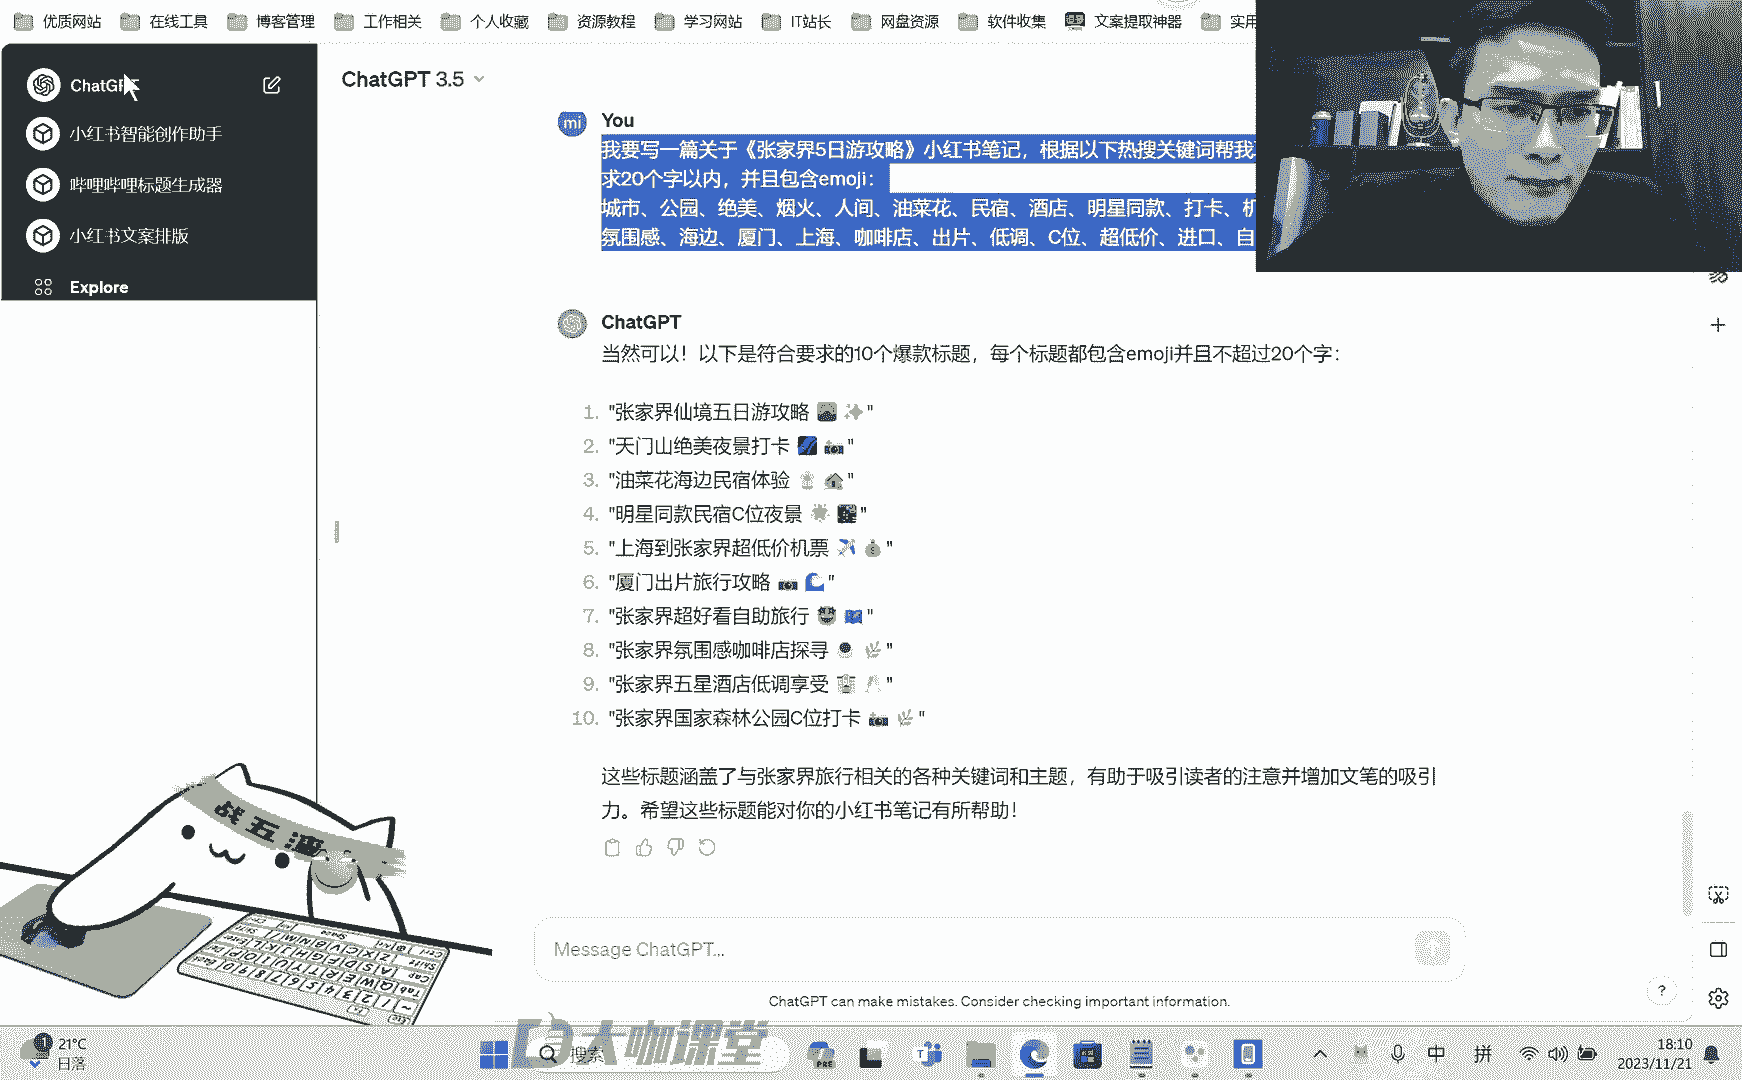 优质网站 在线工具 博客管理 工作相关 个人收藏 资源教程 学习网站 IT站长 网盘资源 软件收集 文案提取神器 实用
ChatGPT
小红书智能创作助手
哔哩哔哩标题生成器
小红书文案排版
Explore
ChatGPT 3.5
mi You
我要写一篇关于《张家界5日游攻略》小红书笔记，根据以下热搜关键词帮我
求20个字以内，并且包含emoji：
城市、公园、绝美、烟火、人间、油菜花、民宿、酒店、明星同款、打卡、机
氛围感、海边、厦门、上海、咖啡店、出片、低调、C位、超低价、进口、自
ChatGPT
当然可以！以下是符合要求的10个爆款标题，每个标题都包含emoji并且不超过20个字：
1. "张家界仙境五日游攻略 "
2. "天门山绝美夜景打卡 "
3. "油菜花海边民宿体验 "
4. "明星同款民宿C位夜景 "
5. "上海到张家界超低价机票 "
6. "厦门出片旅行攻略 "
7. "张家界超好看自助旅行 "
8. "张家界氛围感咖啡店探寻 "
9. "张家界五星酒店低调享受 "
10. "张家界国家森林公园C位打卡 "
这些标题涵盖了与张家界旅行相关的各种关键词和主题，有助于吸引读者的注意并增加文笔的吸引
力。希望这些标题能对你的小红书笔记有所帮助！
Message ChatGPT...
ChatGPT can make mistakes. Consider checking important information.
?
战五渣
1
21°C
日落
搜索
大咖课堂
PRE
中
拼
18:10
2023/11/21